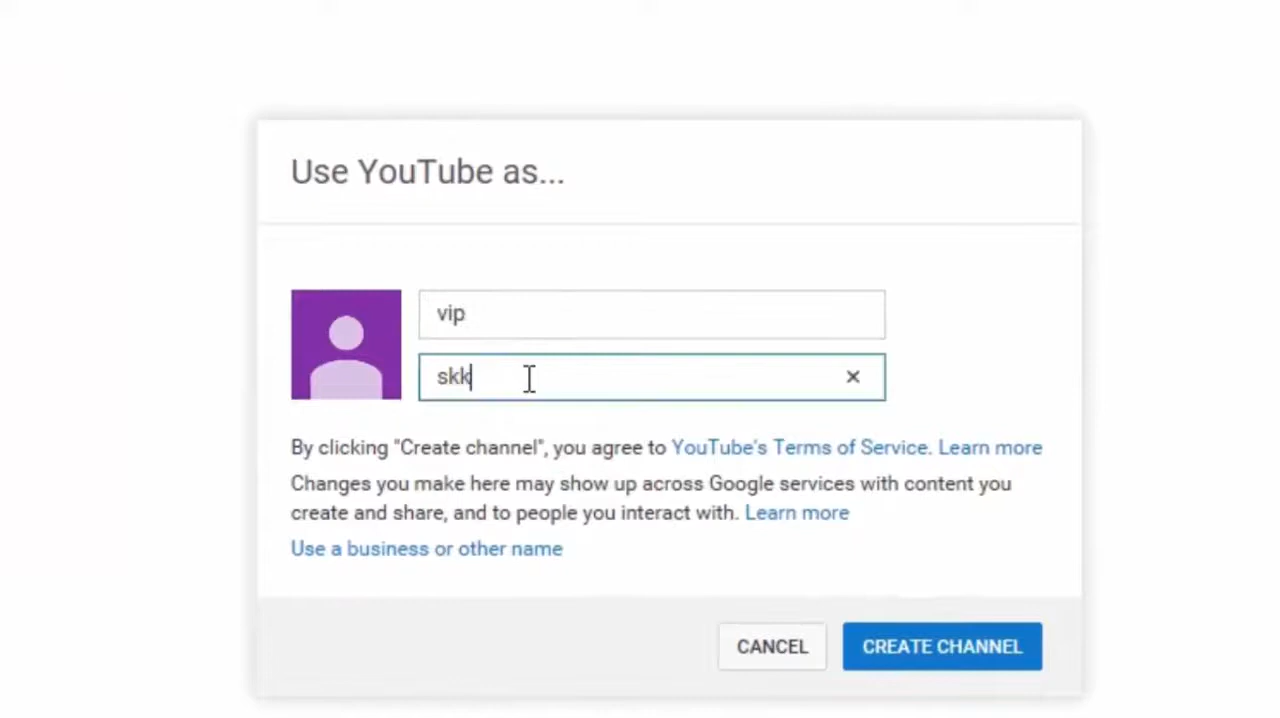 Use YouTube as...
vip
skk
By clicking "Create channel", you agree to YouTube's Terms of Service. Learn more
Changes you make here may show up across Google services with content you
create and share, and to people you interact with. Learn more
Use a business or other name
CANCEL CREATE CHANNEL